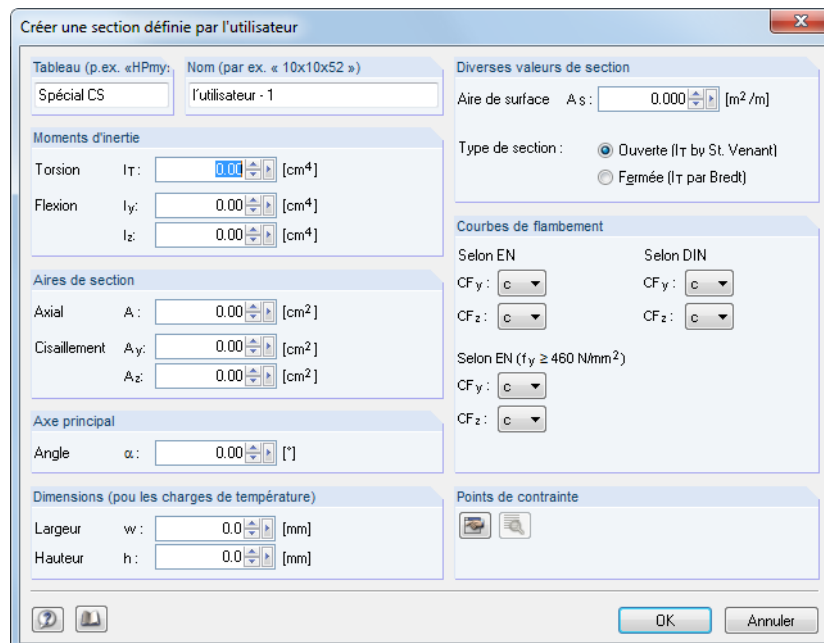 Créer une section définie par l'utilisateur
Tableau (p.ex. «HPmy:
Nom (par ex. « 10x10x52 »)
Spécial CS
l'utilisateur - 1
Moments d'inertie
Torsion IT: 0.00 [cm4]
Flexion Iy: 0.00 [cm4]
Iz: 0.00 [cm4]
Aires de section
Axial A: 0.00 [cm2]
Cisaillement Ay: 0.00 [cm2]
Az: 0.00 [cm2]
Axe principal
Angle α: 0.00 [°]
Dimensions (pou les charges de température)
Largeur w: 0.0 [mm]
Hauteur h: 0.0 [mm]
Diverses valeurs de section
Aire de surface As: 0.000 [m2/m]
Type de section : Ouverte (IT by St. Venant)
Fermée (IT par Bredt)
Courbes de flambement
Selon EN Selon DIN
CFy: c CFy: c
CFz: c CFz: c
Selon EN (fy ≥ 460 N/mm2)
CFy: c
CFz: c
Points de contrainte
OK Annuler